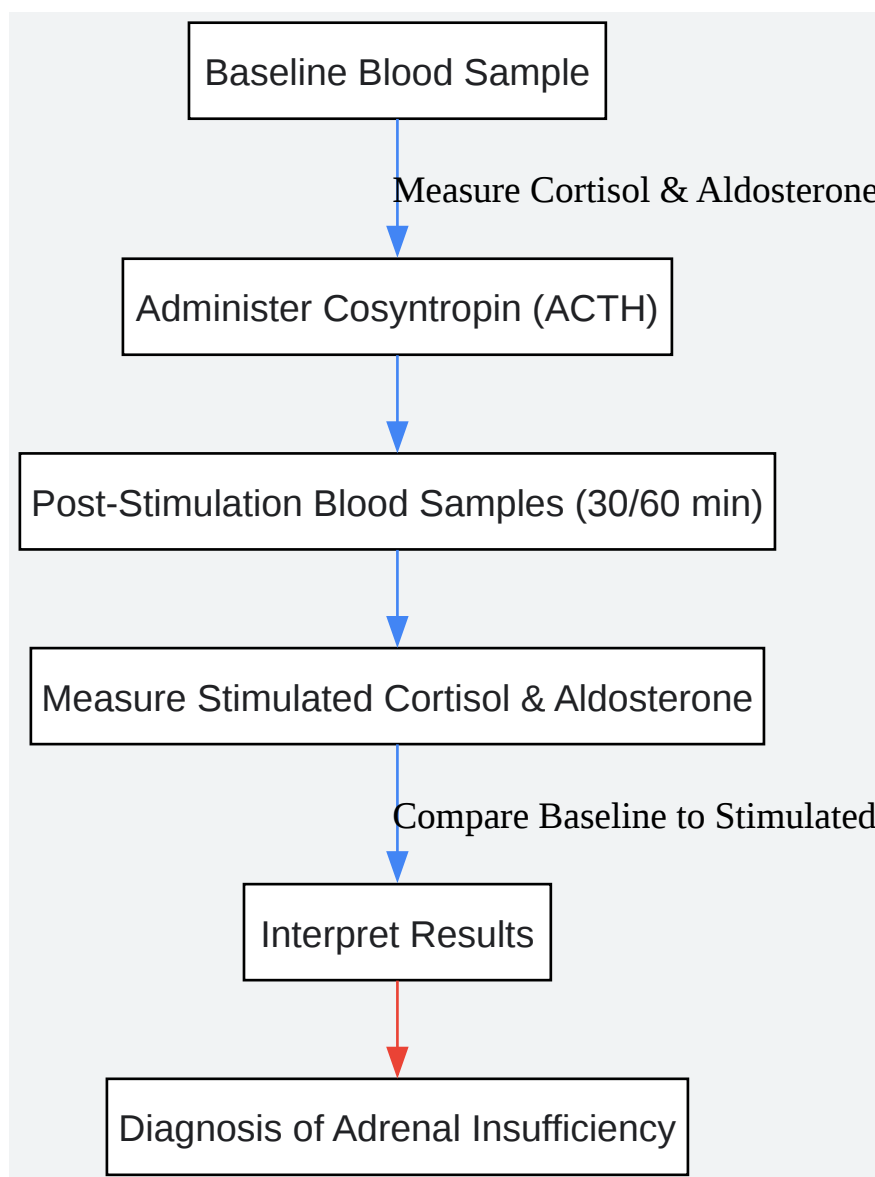 Baseline Blood Sample
Measure Cortisol & Aldosterone
Administer Cosyntropin (ACTH)
Post-Stimulation Blood Samples (30/60 min)
Measure Stimulated Cortisol & Aldosterone
Compare Baseline to Stimulated
Interpret Results
Diagnosis of Adrenal Insufficiency